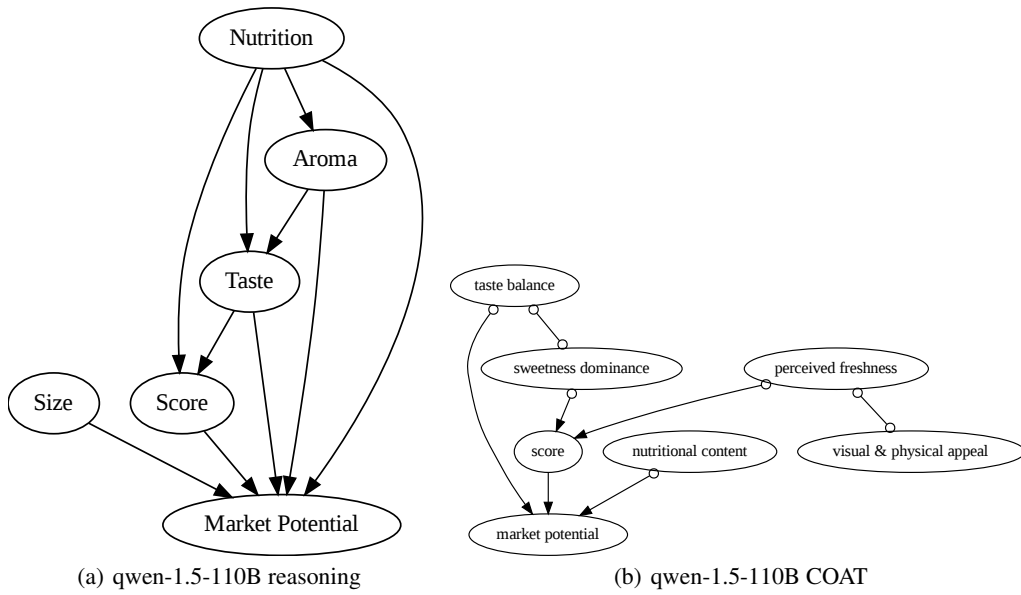 Nutrition
Aroma
Taste
Size
Score
Market Potential
(a) qwen-1.5-110B reasoning
taste balance
sweetness dominance
perceived freshness
score
nutritional content
visual & physical appeal
market potential
(b) qwen-1.5-110B COAT